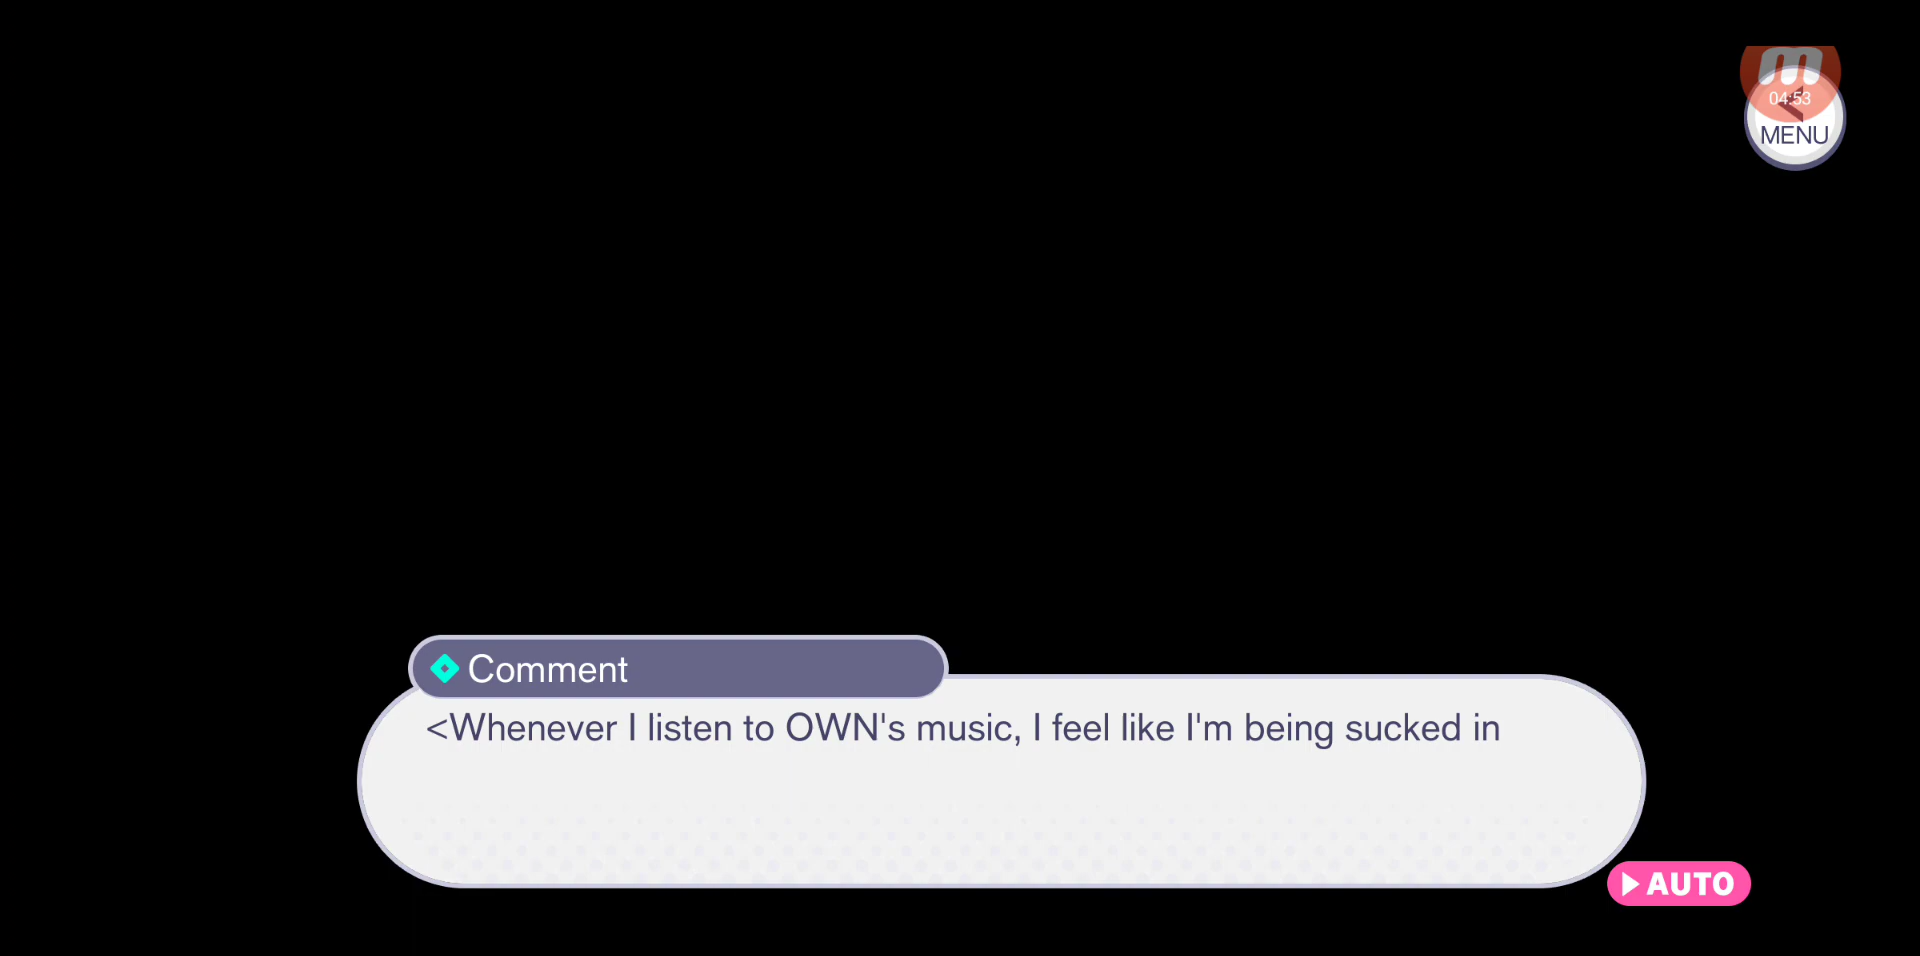 m
04:53
MENU
Comment
<Whenever I listen to OWN's music, I feel like I'm being sucked in
AUTO